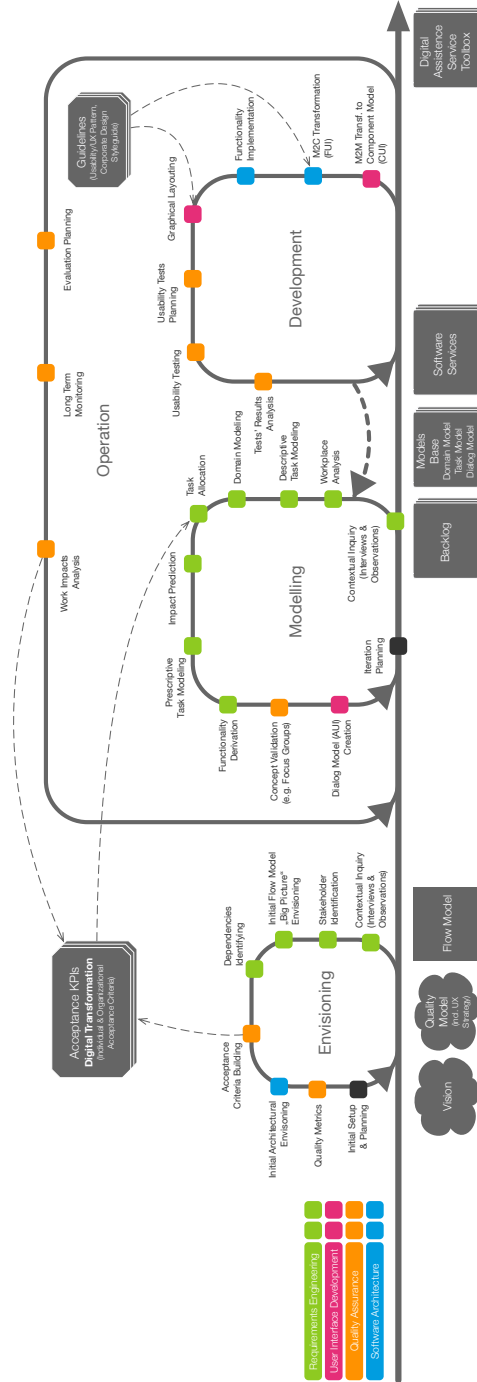 Requirements Engineering
User Interface Development
Quality Assurance
Software Architecture
Acceptance KPIs
Digital Transformation
(Individual & Organizational
Acceptance Criteria)
Envisioning
Initial Setup
& Planning
Quality Metrics
Initial Architectural
Envisoning
Acceptance
Criteria Building
Dependencies
Identifying
Initial Flow Model
„Big Picture“
Envisioning
Stakeholder
Identification
Contextual Inquiry
(Interviews &
Observations)
Vision
Quality
Model
(incl. UX
Strategy)
Flow Model
Operation
Work Impacts
Analysis
Long Term
Monitoring
Evaluation Planning
Modelling
Iteration
Planning
Dialog Model (AUI)
Creation
Concept Validation
(e.g. Focus Groups)
Functionality
Derivation
Prescriptive
Task Modeling
Impact Prediction
Task
Allocation
Domain Modeling
Descriptive
Task Modeling
Workplace
Analysis
Contextual Inquiry
(Interviews &
Observations)
Backlog
Models
Base
Domain Model
Task Model
Dialog Model
Development
Tests' Results
Analysis
Usability Testing
Usability Tests
Planning
Graphical Layouting
Functionality
Implementation
M2C Transformation
(FUI)
M2M Transf. to
Component Model
(CUI)
Guidelines
(Usability/UX Pattern,
Corporate Design
Styleguide)
Software
Services
Digital
Assistence
Service
Toolbox